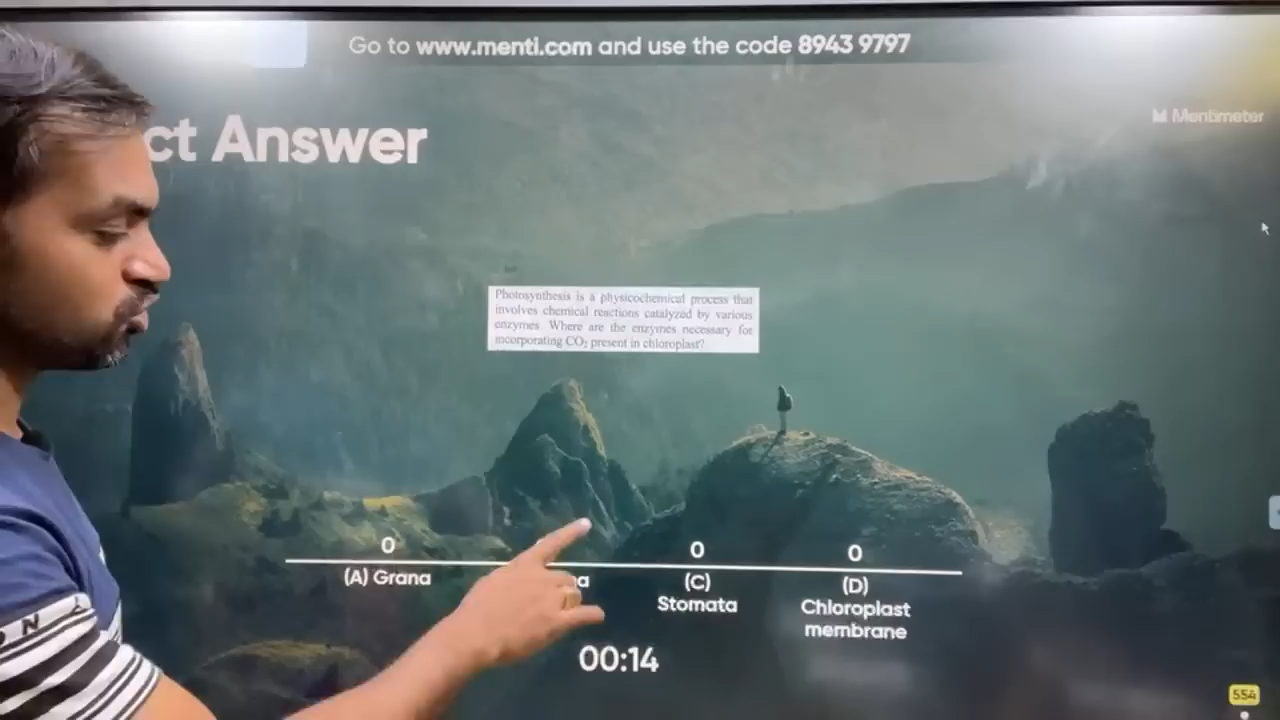 Go to www.menti.com and use the code 8943 9797
Mentimeter
ct Answer
Photosynthesis is a physicochemical process that
involves chemical reactions catalyzed by various
enzymes. Where are the enzymes necessary for
incorporating CO₂ present in chloroplast?
0
0
0
(A) Grana
na
(C)
Stomata
(D)
Chloroplast
membrane
00:14
554